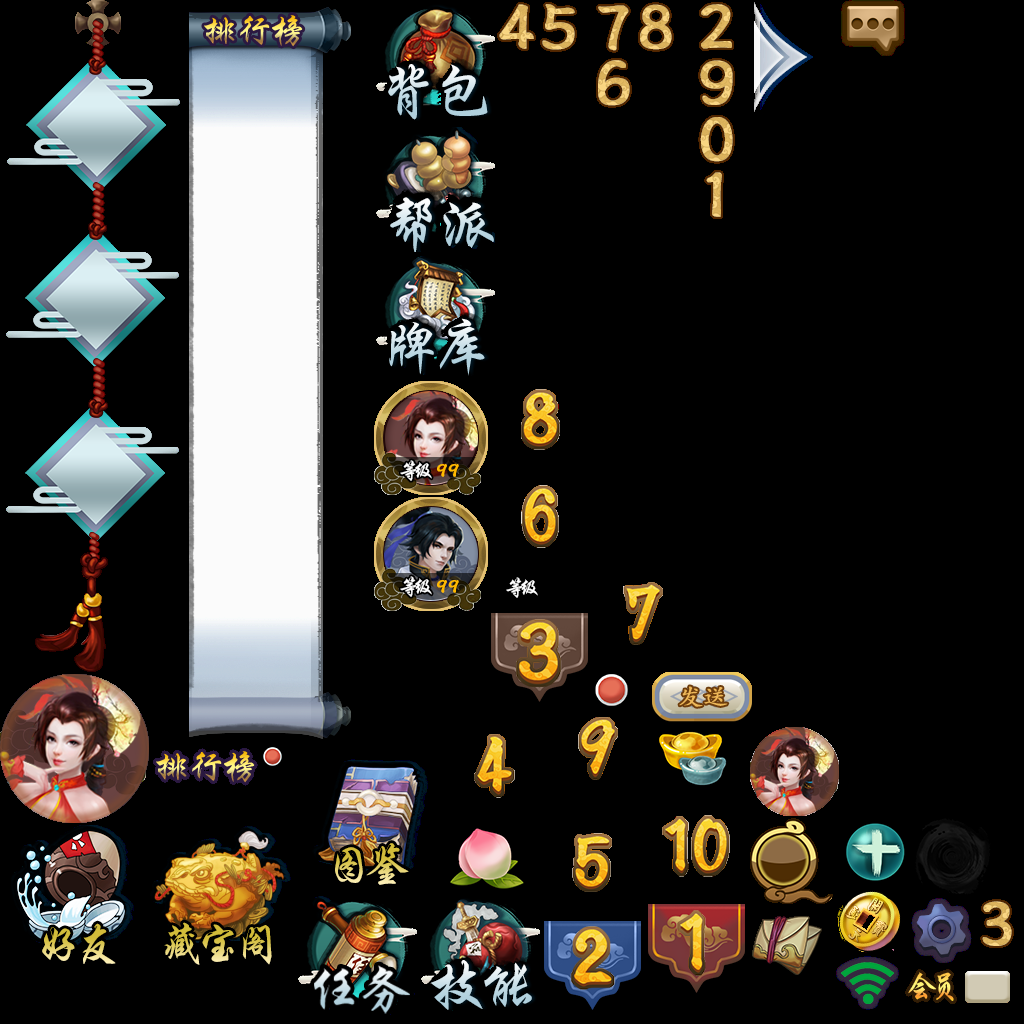 排行榜
45 78 2
6 9
0
1
背包
帮派
牌库
等级 99
8
6
等级 99
等级
7
3
发送
排行榜
9
4
图鉴
5
10
好友
藏宝阁
任务
技能
2
1
3
会员